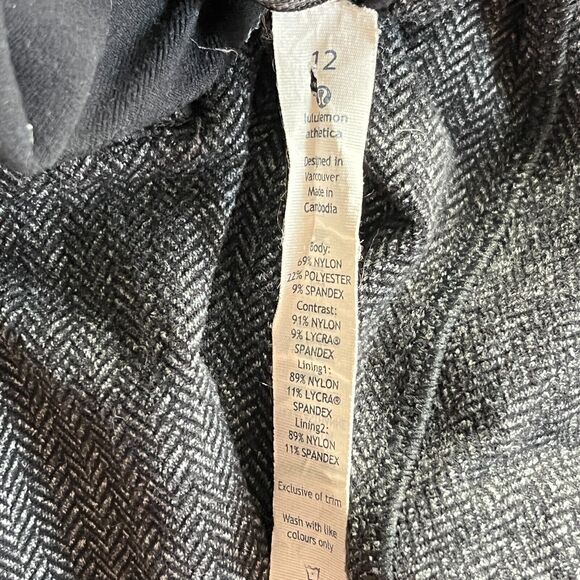 12
lululemon
athletica
Designed in
Vancouver
Made in
Cambodia
Body:
69% NYLON
22% POLYESTER
9% SPANDEX
Contrast:
91% NYLON
9% LYCRA®
SPANDEX
Lining1:
89% NYLON
11% LYCRA®
SPANDEX
Lining2:
89% NYLON
11% SPANDEX
Exclusive of trim
Wash with like
colours only